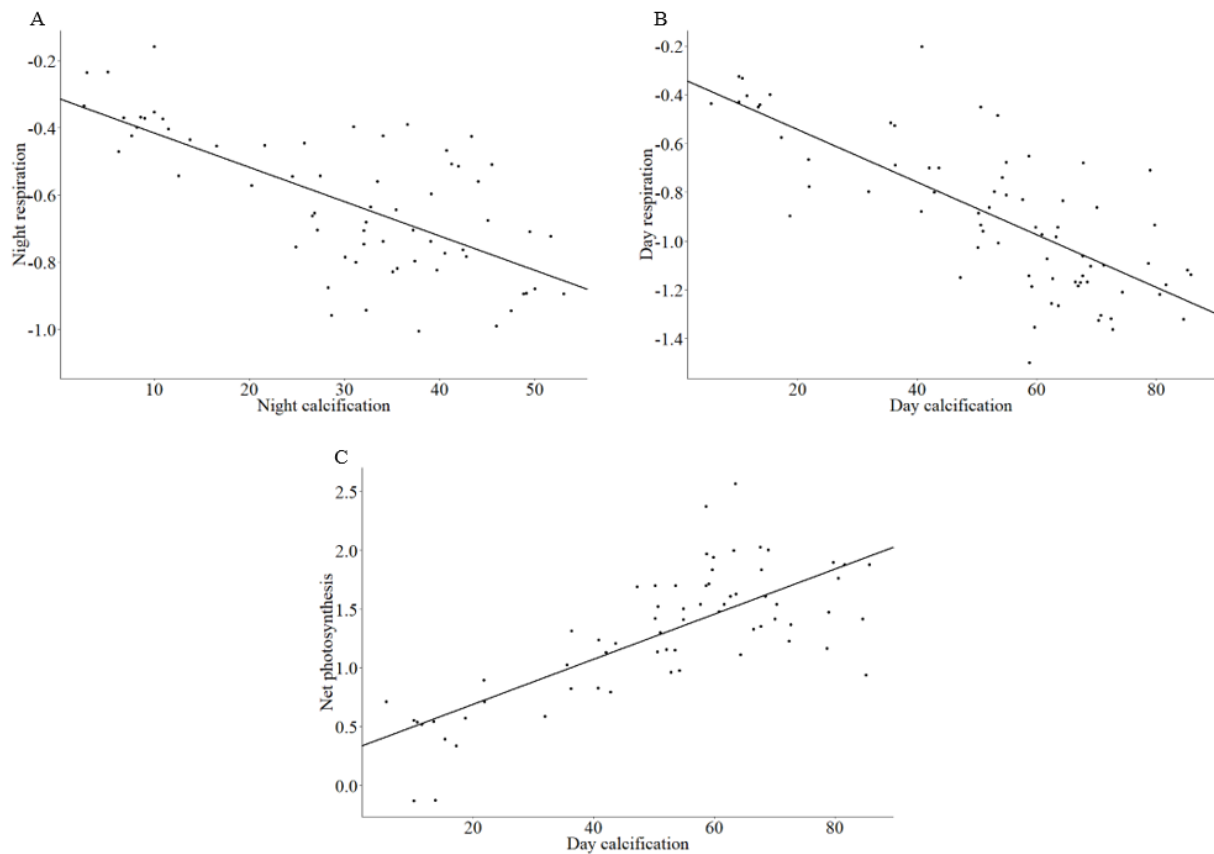 A
-0.2
-0.4
-0.6
-0.8
-1.0
Night respiration
10 20 30 40 50
Night calcification
B
-0.2
-0.4
-0.6
-0.8
-1.0
-1.2
-1.4
Day respiration
20 40 60 80
Day calcification
C
2.5
2.0
1.5
1.0
0.5
0.0
Net photosynthesis
20 40 60 80
Day calcification